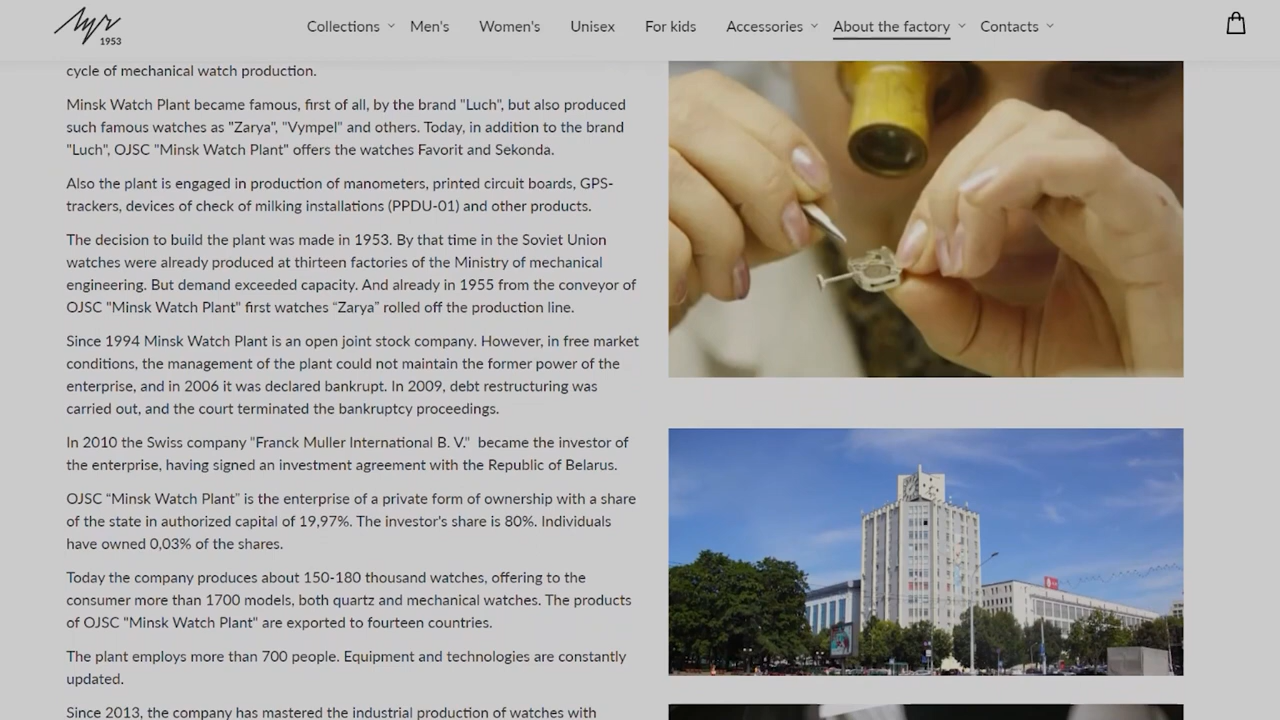 Луч
1953
Collections Men's Women's Unisex For kids Accessories About the factory Contacts
cycle of mechanical watch production.
Minsk Watch Plant became famous, first of all, by the brand "Luch", but also produced
such famous watches as "Zarya", "Vympel" and others. Today, in addition to the brand
"Luch", OJSC "Minsk Watch Plant" offers the watches Favorit and Sekonda.
Also the plant is engaged in production of manometers, printed circuit boards, GPS-
trackers, devices of check of milking installations (PPDU-01) and other products.
The decision to build the plant was made in 1953. By that time in the Soviet Union
watches were already produced at thirteen factories of the Ministry of mechanical
engineering. But demand exceeded capacity. And already in 1955 from the conveyor of
OJSC "Minsk Watch Plant" first watches “Zarya” rolled off the production line.
Since 1994 Minsk Watch Plant is an open joint stock company. However, in free market
conditions, the management of the plant could not maintain the former power of the
enterprise, and in 2006 it was declared bankrupt. In 2009, debt restructuring was
carried out, and the court terminated the bankruptcy proceedings.
In 2010 the Swiss company "Franck Muller International B. V." became the investor of
the enterprise, having signed an investment agreement with the Republic of Belarus.
OJSC “Minsk Watch Plant” is the enterprise of a private form of ownership with a share
of the state in authorized capital of 19,97%. The investor's share is 80%. Individuals
have owned 0,03% of the shares.
Today the company produces about 150-180 thousand watches, offering to the
consumer more than 1700 models, both quartz and mechanical watches. The products
of OJSC "Minsk Watch Plant" are exported to fourteen countries.
The plant employs more than 700 people. Equipment and technologies are constantly
updated.
Since 2013, the company has mastered the industrial production of watches with